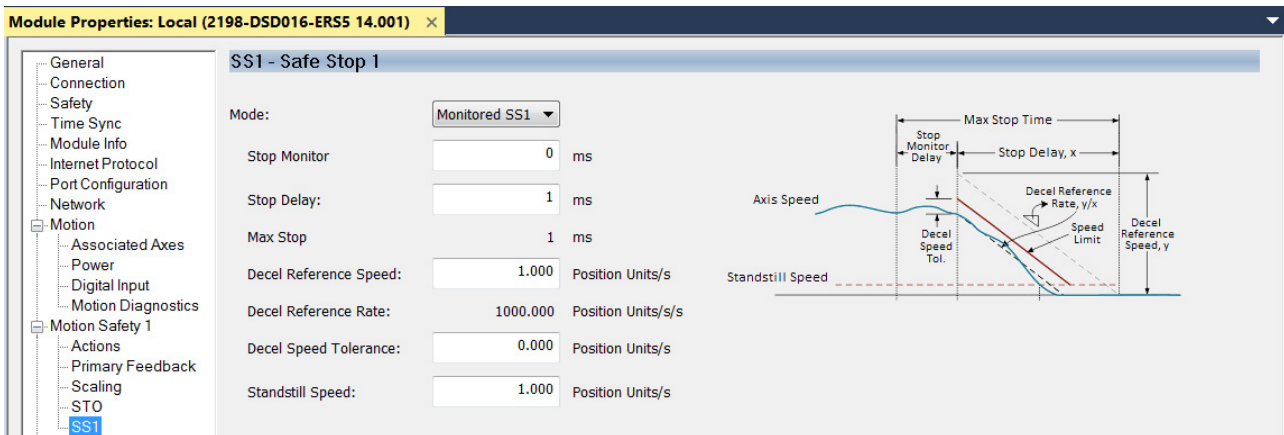 Module Properties: Local (2198-DSD016-ERS5 14.001) ×
General
Connection
Safety
Time Sync
Module Info
Internet Protocol
Port Configuration
Network
Motion
Associated Axes
Power
Digital Input
Motion Diagnostics
Motion Safety 1
Actions
Primary Feedback
Scaling
STO
SS1
SS1 - Safe Stop 1
Mode: Monitored SS1
Stop Monitor 0 ms
Stop Delay: 1 ms
Max Stop 1 ms
Decel Reference Speed: 1.000 Position Units/s
Decel Reference Rate: 1000.000 Position Units/s/s
Decel Speed Tolerance: 0.000 Position Units/s
Standstill Speed: 1.000 Position Units/s
Max Stop Time
Stop
Monitor
Delay
Stop Delay, x
Axis Speed
Decel Reference
Rate, y/x
Decel
Speed
Tol.
Speed
Limit
Decel
Reference
Speed, y
Standstill Speed